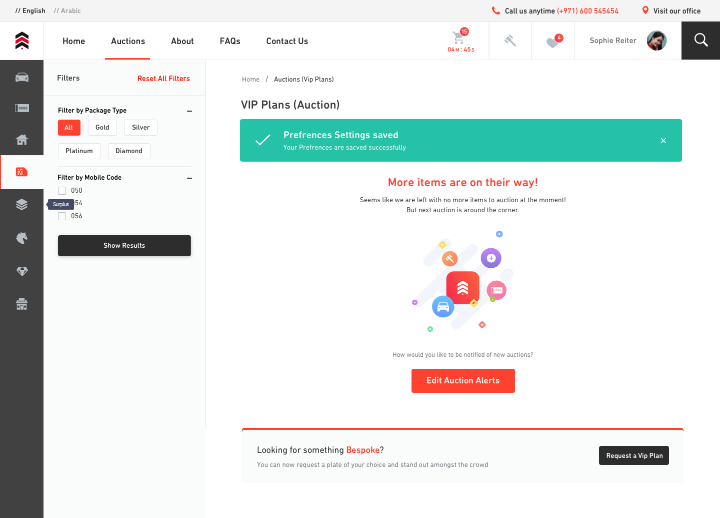 // English // Arabic
Call us anytime (+971) 600 545454
Visit our office
Home Auctions About FAQs Contact Us
15
04M : 45S
4
Sophie Reiter
Filters
Reset All Filters
Home / Auctions (Vip Plans)
VIP Plans (Auction)
Filter by Package Type
All Gold Silver
Platinum Diamond
Filter by Mobile Code
050
054
056
Surplus
Show Results
Prefrences Settings saved
Your Prefrences are sacved successfully
More items are on their way!
Seems like we are left with no more items to auction at the moment!
But next auction is around the corner.
How would you like to be notified of new auctions?
Edit Auction Alerts
Looking for something Bespoke?
You can now request a plate of your choice and stand out amongst the crowd
Request a Vip Plan